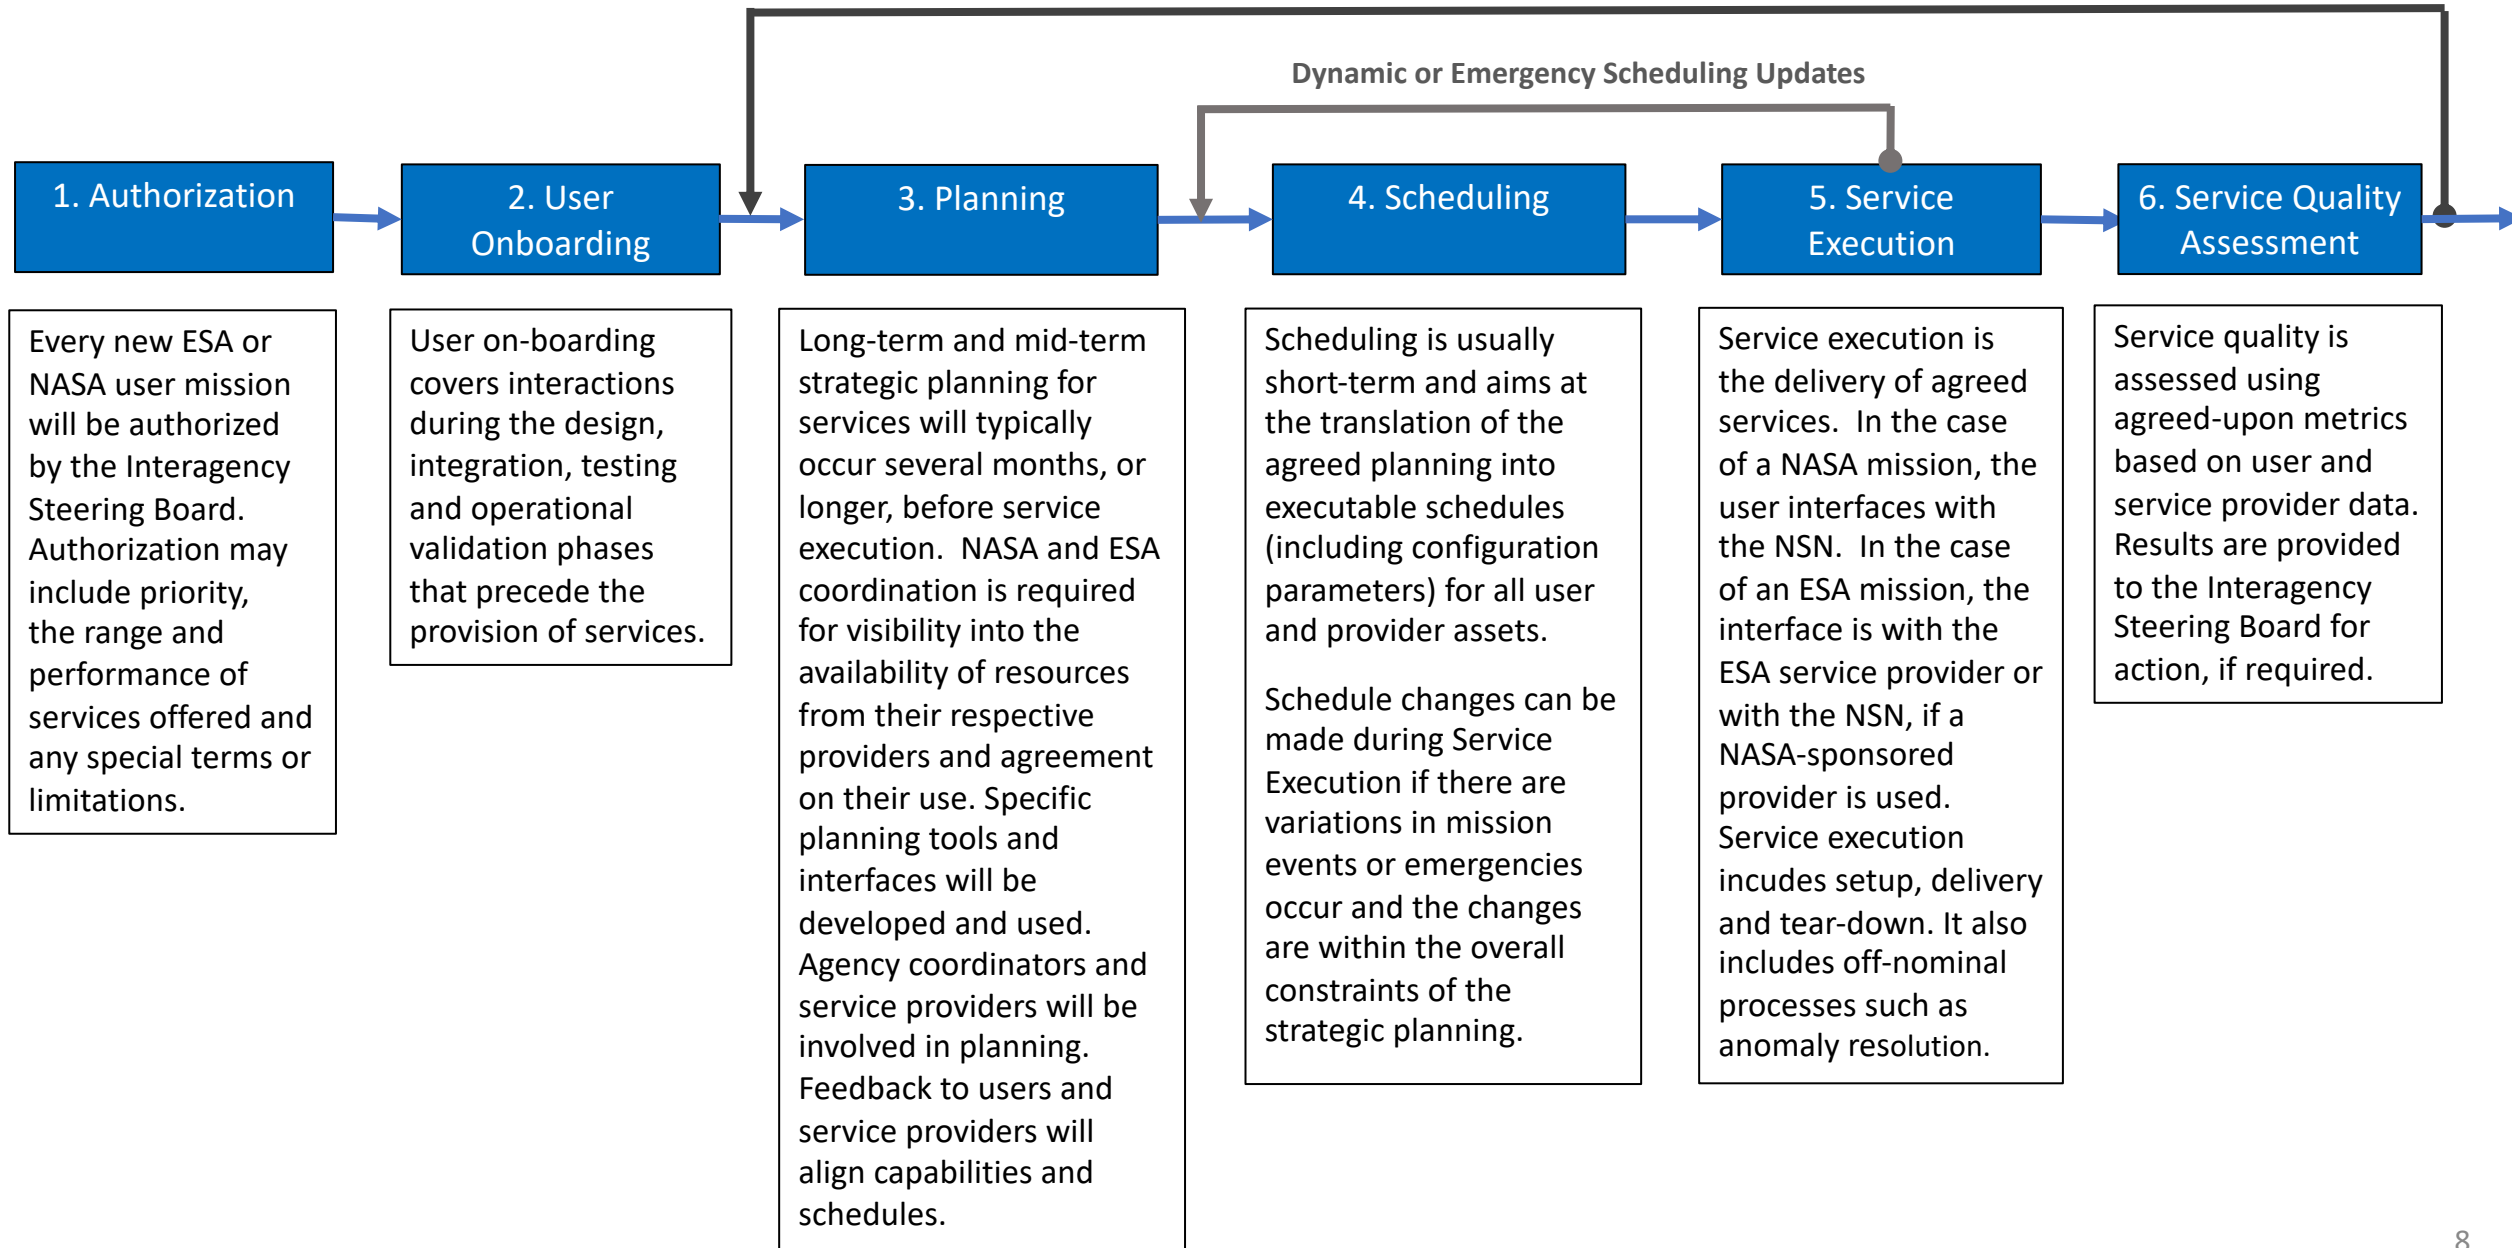 Dynamic or Emergency Scheduling Updates
1. Authorization
2. User
Onboarding
3. Planning
4. Scheduling
5. Service
Execution
6. Service Quality
Assessment
Every new ESA or
NASA user mission
will be authorized
by the Interagency
Steering Board.
Authorization may
include priority,
the range and
performance of
services offered and
any special terms or
limitations.
User on-boarding
covers interactions
during the design,
integration, testing
and operational
validation phases
that precede the
provision of services.
Long-term and mid-term
strategic planning for
services will typically
occur several months, or
longer, before service
execution.  NASA and ESA
coordination is required
for visibility into the
availability of resources
from their respective
providers and agreement
on their use. Specific
planning tools and
interfaces will be
developed and used.
Agency coordinators and
service providers will be
involved in planning.
Feedback to users and
service providers will
align capabilities and
schedules.
Scheduling is usually
short-term and aims at
the translation of the
agreed planning into
executable schedules
(including configuration
parameters) for all user
and provider assets.
Schedule changes can be
made during Service
Execution if there are
variations in mission
events or emergencies
occur and the changes
are within the overall
constraints of the
strategic planning.
Service execution is
the delivery of agreed
services.  In the case
of a NASA mission, the
user interfaces with
the NSN.  In the case
of an ESA mission, the
interface is with the
ESA service provider or
with the NSN, if a
NASA-sponsored
provider is used.
Service execution
incudes setup, delivery
and tear-down. It also
includes off-nominal
processes such as
anomaly resolution.
Service quality is
assessed using
agreed-upon metrics
based on user and
service provider data.
Results are provided
to the Interagency
Steering Board for
action, if required.
8